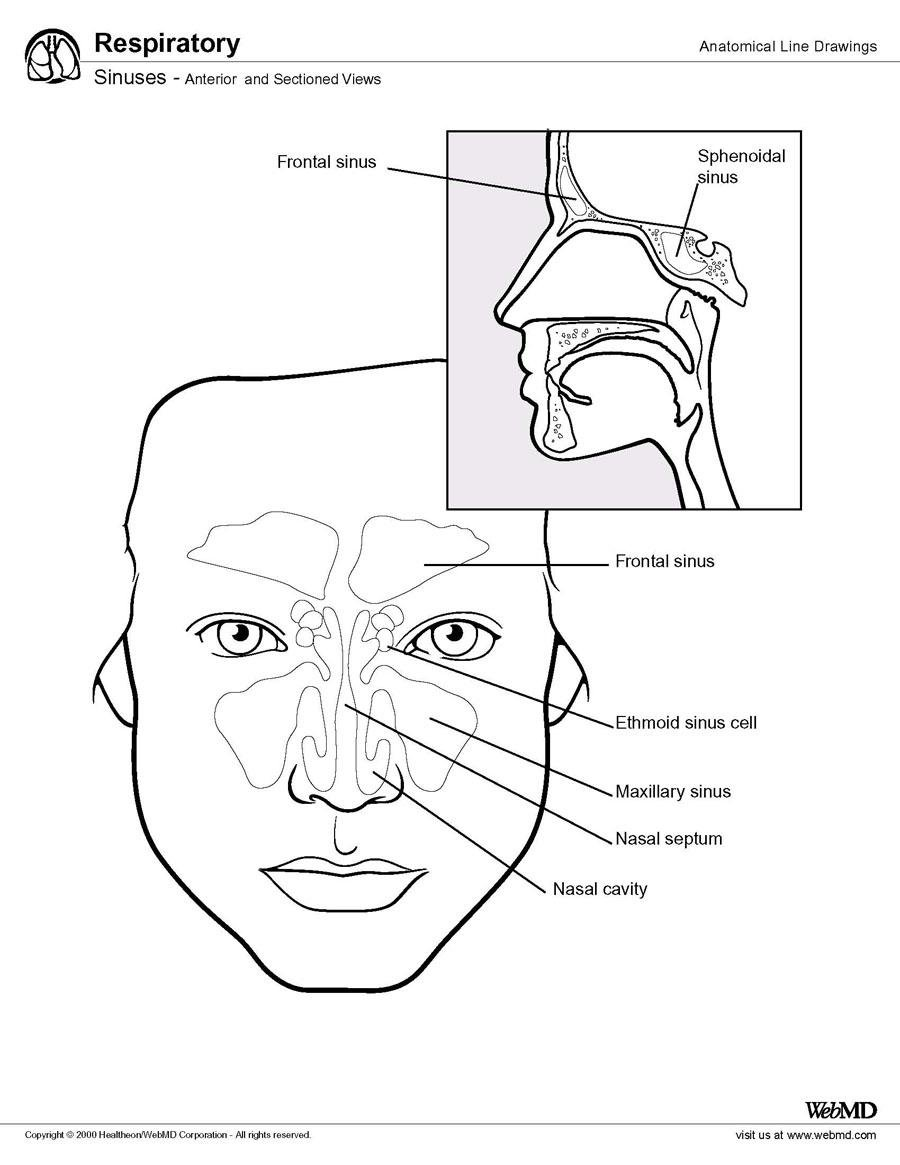 Respiratory
Anatomical Line Drawings
Sinuses - Anterior and Sectioned Views
Frontal sinus
Sphenoidal
sinus
Frontal sinus
Ethmoid sinus cell
Maxillary sinus
Nasal septum
Nasal cavity
WebMD
Copyright © 2000 Healtheon/WebMD Corporation - All rights reserved.
visit us at www.webmd.com